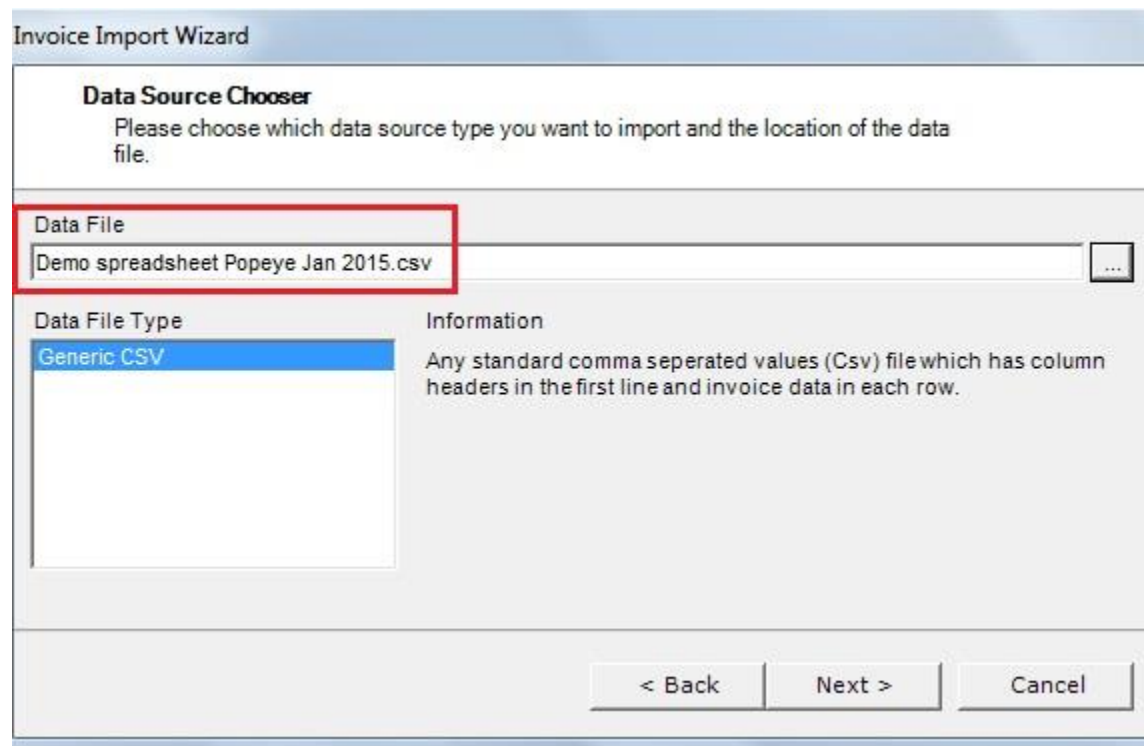 Invoice Import Wizard
Data Source Chooser
Please choose which data source type you want to import and the location of the data
file.
Data File
Demo spreadsheet Popeye Jan 2015.csv
...
Data File Type
Generic CSV
Information
Any standard comma seperated values (Csv) file which has column
headers in the first line and invoice data in each row.
< Back
Next >
Cancel